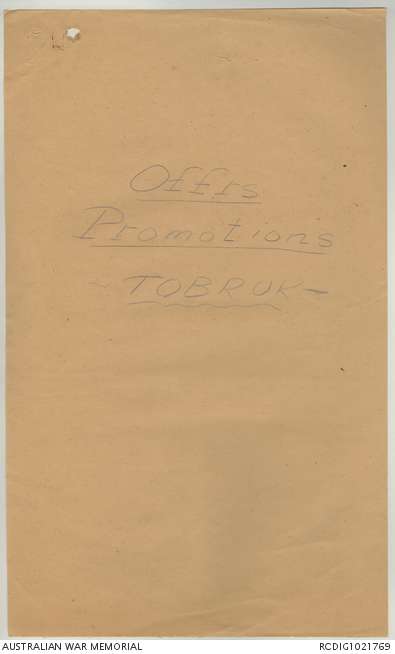 Offrs
Promotions
- TOBRUK -
AUSTRALIAN WAR MEMORIAL
RCDIG1021769